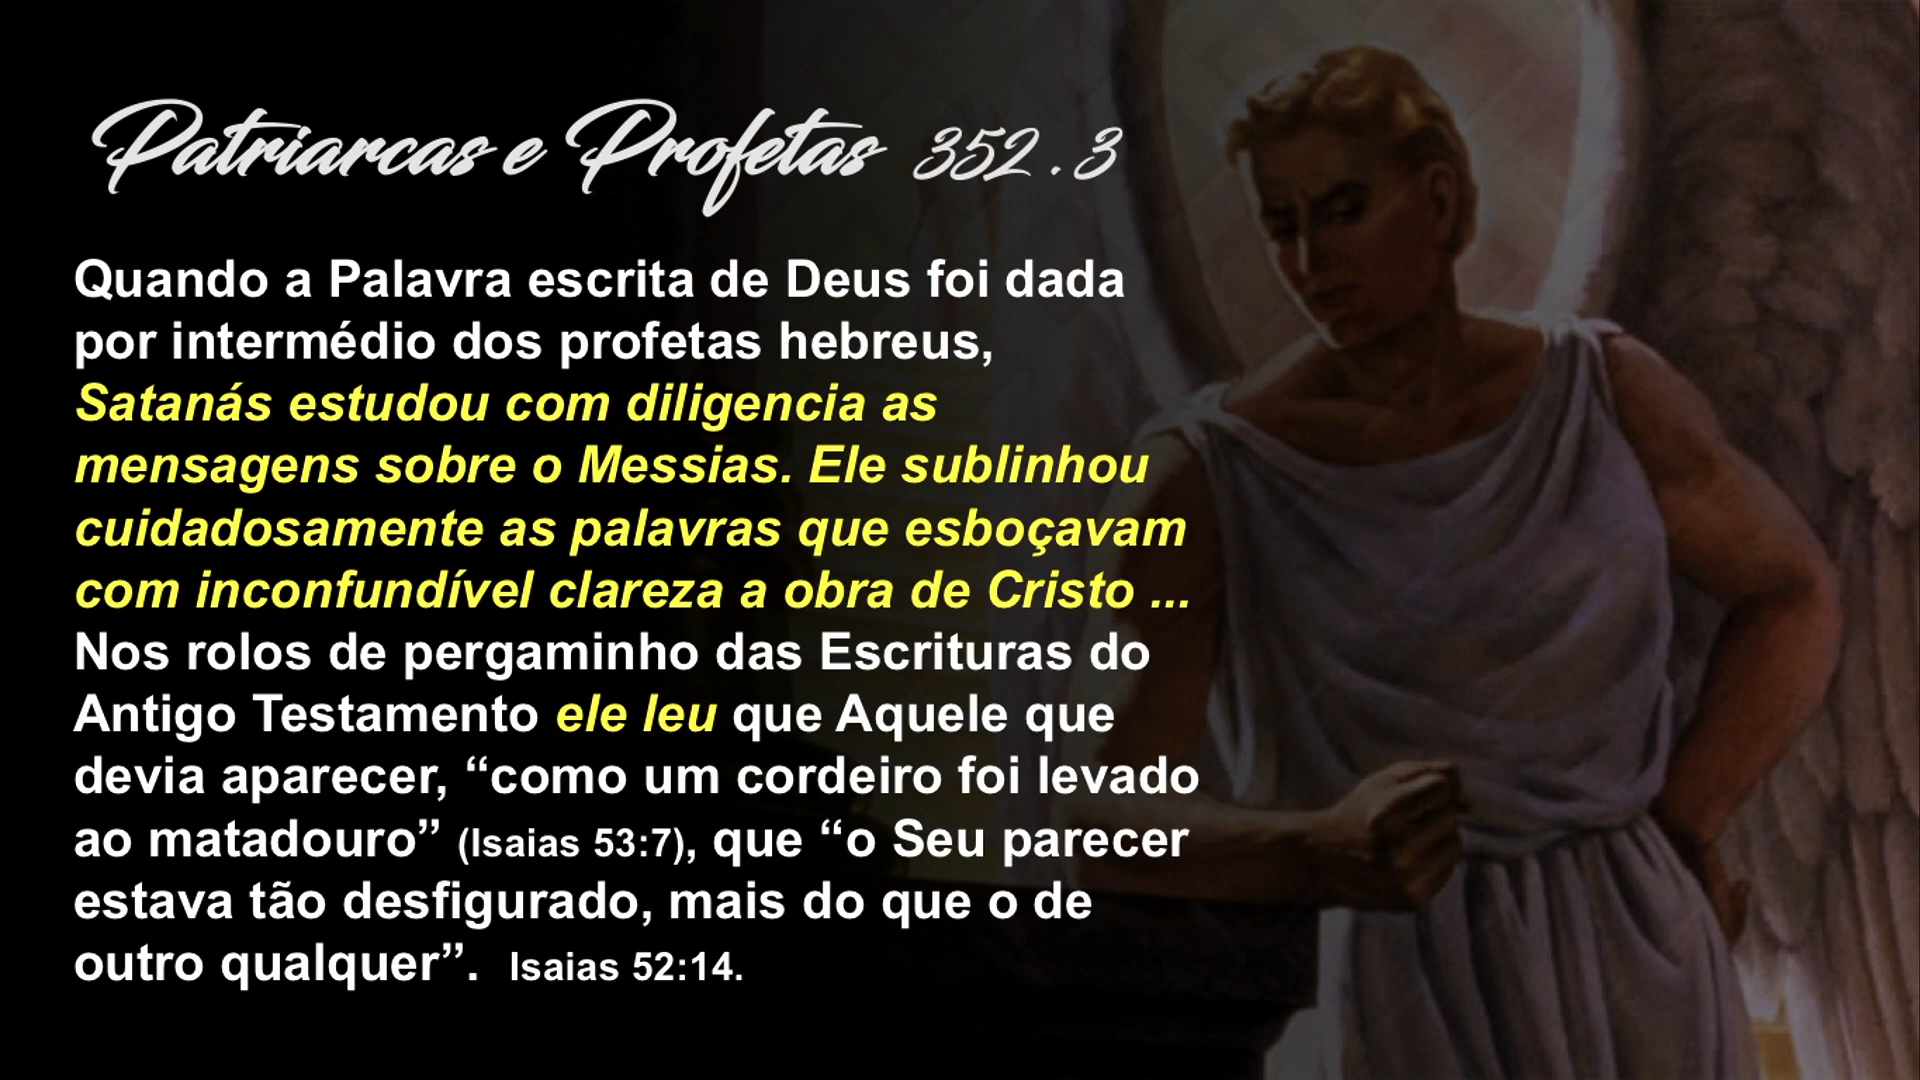 Patriarcas e Profetas 352.3
Quando a Palavra escrita de Deus foi dada
por intermédio dos profetas hebreus,
Satanás estudou com diligencia as
mensagens sobre o Messias. Ele sublinhou
cuidadosamente as palavras que esboçavam
com inconfundível clareza a obra de Cristo ...
Nos rolos de pergaminho das Escrituras do
Antigo Testamento ele leu que Aquele que
devia aparecer, “como um cordeiro foi levado
ao matadouro” (Isaias 53:7), que “o Seu parecer
estava tão desfigurado, mais do que o de
outro qualquer”. Isaias 52:14.